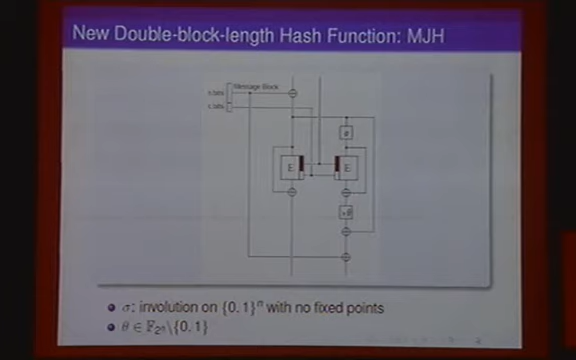 New Double-block-length Hash Function: MJH
Message Block
n bits
c bits
σ
E
E
×θ
σ: involution on {0, 1}ⁿ with no fixed points
θ ∈ 𝔽₂ⁿ\{0, 1}